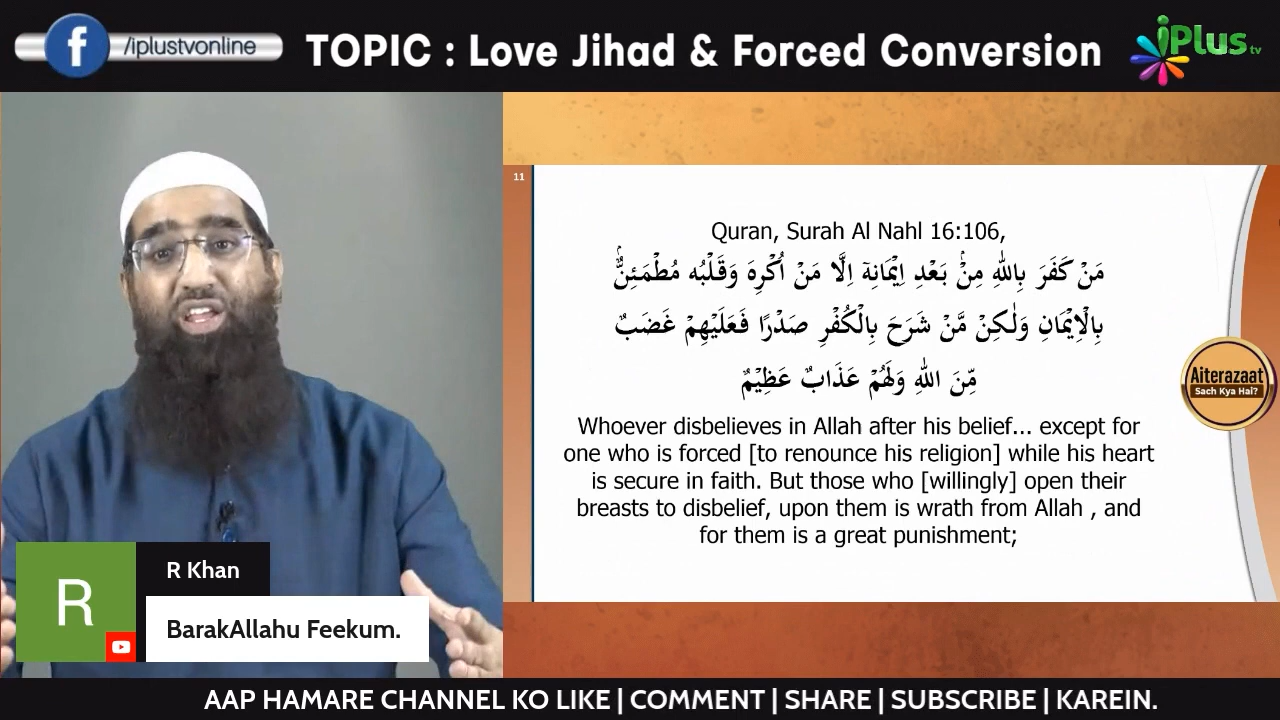 f /iplustvonline
TOPIC : Love Jihad & Forced Conversion
iPlus tv
11
Quran, Surah Al Nahl 16:106,
مَنْ كَفَرَ بِاللّٰهِ مِنْۢ بَعْدِ اِيْمَانِهٖٓ اِلَّا مَنْ اُكْرِهَ وَقَلْبُهٗ مُطْمَئِنٌّۢ
بِالْاِيْمَانِ وَلٰكِنْ مَّنْ شَرَحَ بِالْكُفْرِ صَدْرًا فَعَلَيْهِمْ غَضَبٌ
مِّنَ اللّٰهِ وَلَهُمْ عَذَابٌ عَظِيْمٌ
Whoever disbelieves in Allah after his belief... except for
one who is forced [to renounce his religion] while his heart
is secure in faith. But those who [willingly] open their
breasts to disbelief, upon them is wrath from Allah , and
for them is a great punishment;
Aiterazaat
Sach Kya Hai?
R
R Khan
BarakAllahu Feekum.
AAP HAMARE CHANNEL KO LIKE | COMMENT | SHARE | SUBSCRIBE | KAREIN.